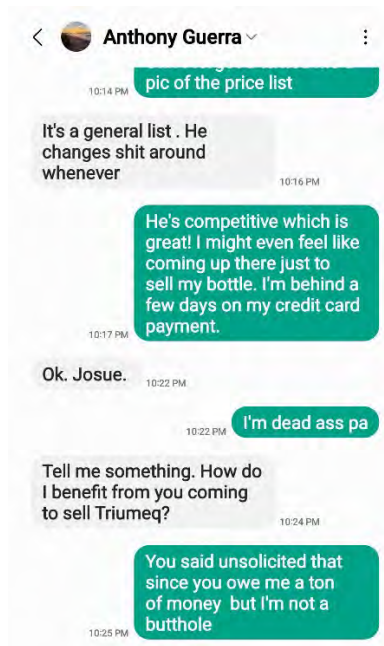 Anthony Guerra
pic of the price list
10:14 PM
It's a general list . He
changes shit around
whenever
10:16 PM
He's competitive which is
great! I might even feel like
coming up there just to
sell my bottle. I'm behind a
few days on my credit card
payment.
10:17 PM
Ok. Josue.
10:22 PM
I'm dead ass pa
10:22 PM
Tell me something. How do
I benefit from you coming
to sell Triumeq?
10:24 PM
You said unsolicited that
since you owe me a ton
of money but I'm not a
butthole
10:25 PM